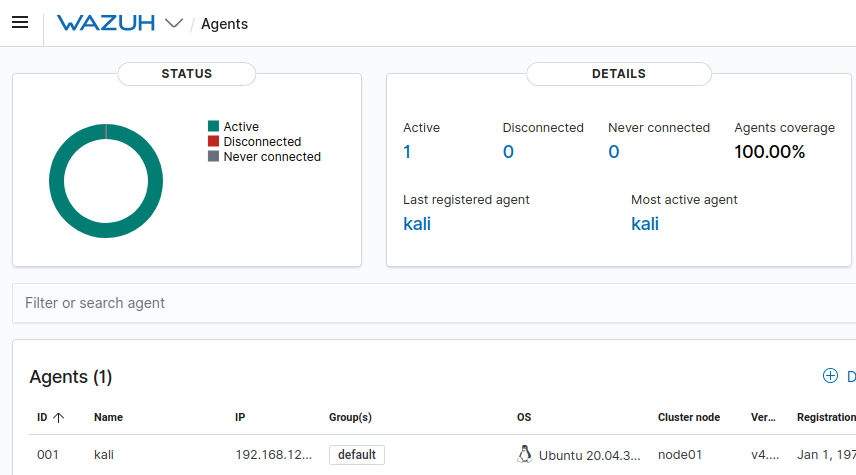 WAZUH / Agents
STATUS
DETAILS
Active
Disconnected
Never connected
Active Disconnected Never connected Agents coverage
1 0 0 100.00%
Last registered agent Most active agent
kali kali
Filter or search agent
Agents (1) D
ID Name IP Group(s) OS Cluster node Ver... Registration
001 kali 192.168.12... default Ubuntu 20.04.3... node01 v4.... Jan 1, 197